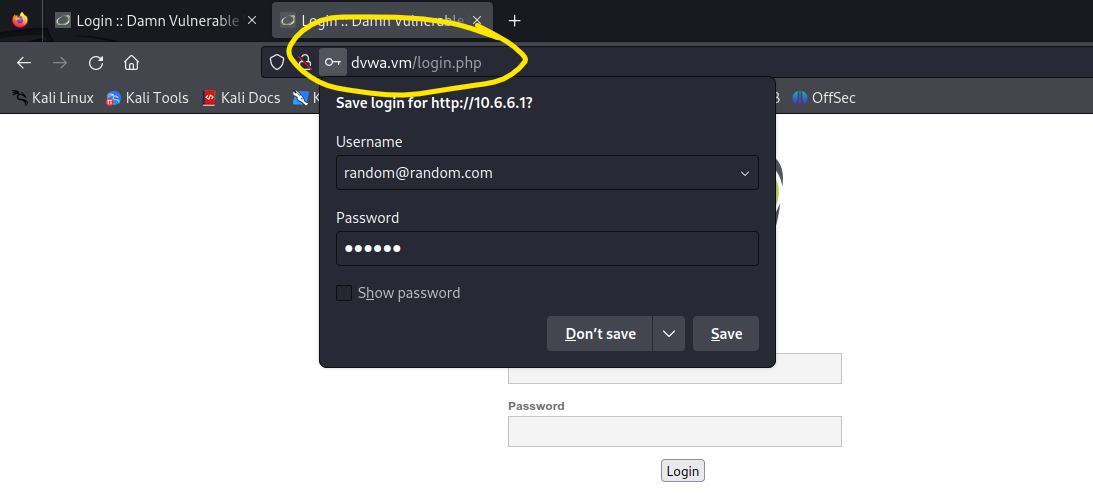 Login :: Damn Vulnerable
Login :: Damn Vulnerable
dvwa.vm/login.php
Kali Linux
Kali Tools
Kali Docs
OffSec
Save login for http://10.6.6.1?
Username
random@random.com
Password
Show password
Don't save
Save
Password
Login